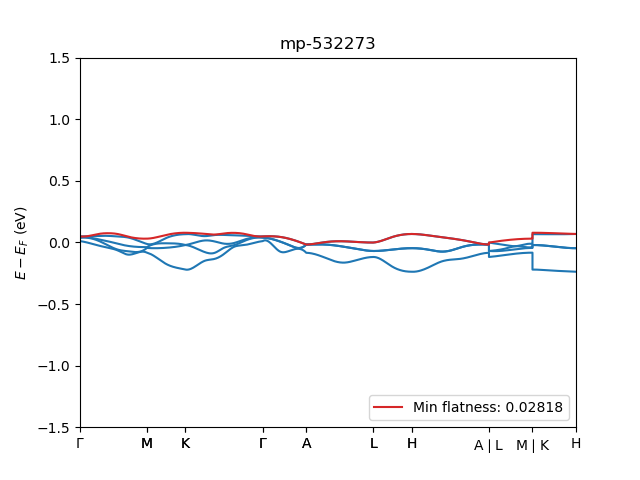 mp-532273
E − E_F (eV)
1.5
1.0
0.5
0.0
−0.5
−1.0
−1.5
Min flatness: 0.02818
Γ M K Γ A L H A | L M | K H